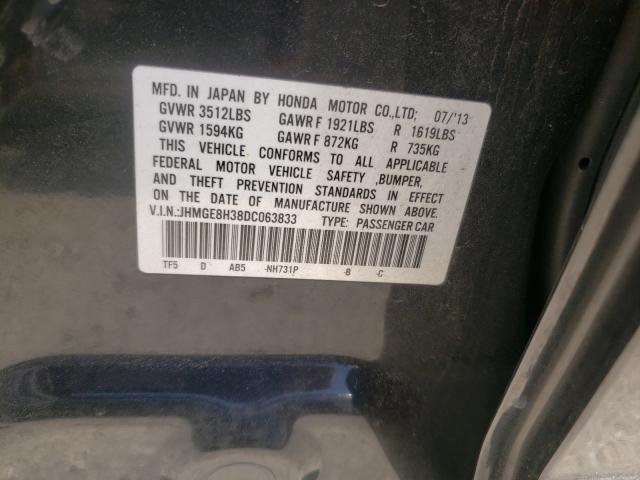 MFD. IN JAPAN BY HONDA MOTOR CO.,LTD; 07/'13
GVWR 3512LBS GAWR F 1921LBS R 1619LBS
GVWR 1594KG GAWR F 872KG R 735KG
THIS VEHICLE CONFORMS TO ALL APPLICABLE
FEDERAL MOTOR VEHICLE SAFETY ,BUMPER,
AND THEFT PREVENTION STANDARDS IN EFFECT
ON THE DATE OF MANUFACTURE SHOWN ABOVE.
V.I.N.:JHMGE8H38DC063833 TYPE: PASSENGER CAR
TF5 D AB5 -NH731P -8 -C